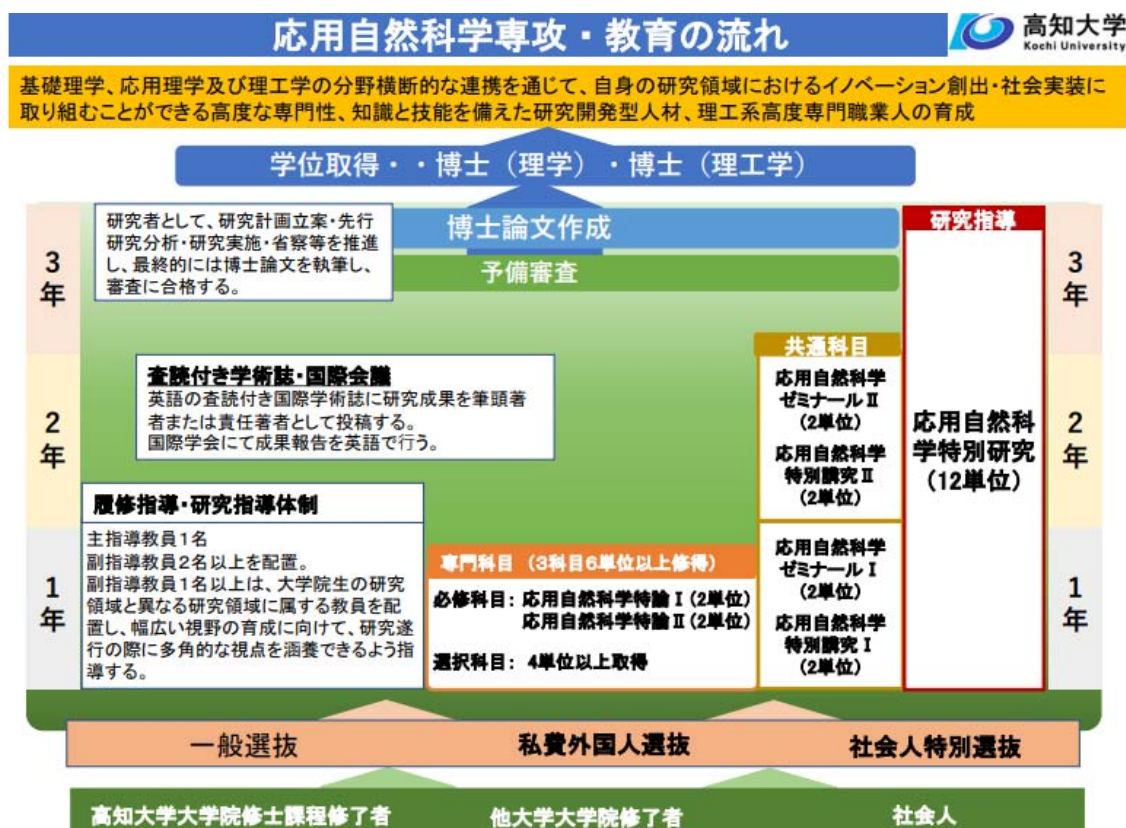 応用自然科学専攻・教育の流れ
高知大学
Kochi University
基礎理学、応用理学及び理工学の分野横断的な連携を通じて、自身の研究領域におけるイノベーション創出・社会実装に
取り組むことができる高度な専門性、知識と技能を備えた研究開発型人材、理工系高度専門職業人の育成
学位取得・・博士（理学）・博士（理工学）
3
年
研究者として、研究計画立案・先行
研究分析・研究実施・省察等を推進
し、最終的には博士論文を執筆し、
審査に合格する。
博士論文作成
予備審査
研究指導
応用自然科
学特別研究
(12単位)
3
年
2
年
査読付き学術誌・国際会議
英語の査読付き国際学術誌に研究成果を筆頭著
者または責任著者として投稿する。
国際学会にて成果報告を英語で行う。
共通科目
応用自然科学
ゼミナールⅡ
(2単位)
応用自然科学
特別講究Ⅱ
(2単位)
2
年
1
年
履修指導・研究指導体制
主指導教員1名
副指導教員2名以上を配置。
副指導教員1名以上は、大学院生の研究
領域と異なる研究領域に属する教員を配
置し、幅広い視野の育成に向けて、研究遂
行の際に多角的な視点を涵養できるよう指
導する。
専門科目 (3科目6単位以上修得)
必修科目: 応用自然科学特論Ⅰ(2単位)
応用自然科学特論Ⅱ(2単位)
選択科目: 4単位以上取得
応用自然科学
ゼミナールⅠ
(2単位)
応用自然科学
特別講究Ⅰ
(2単位)
1
年
一般選抜
私費外国人選抜
社会人特別選抜
高知大学大学院修士課程修了者
他大学大学院修了者
社会人